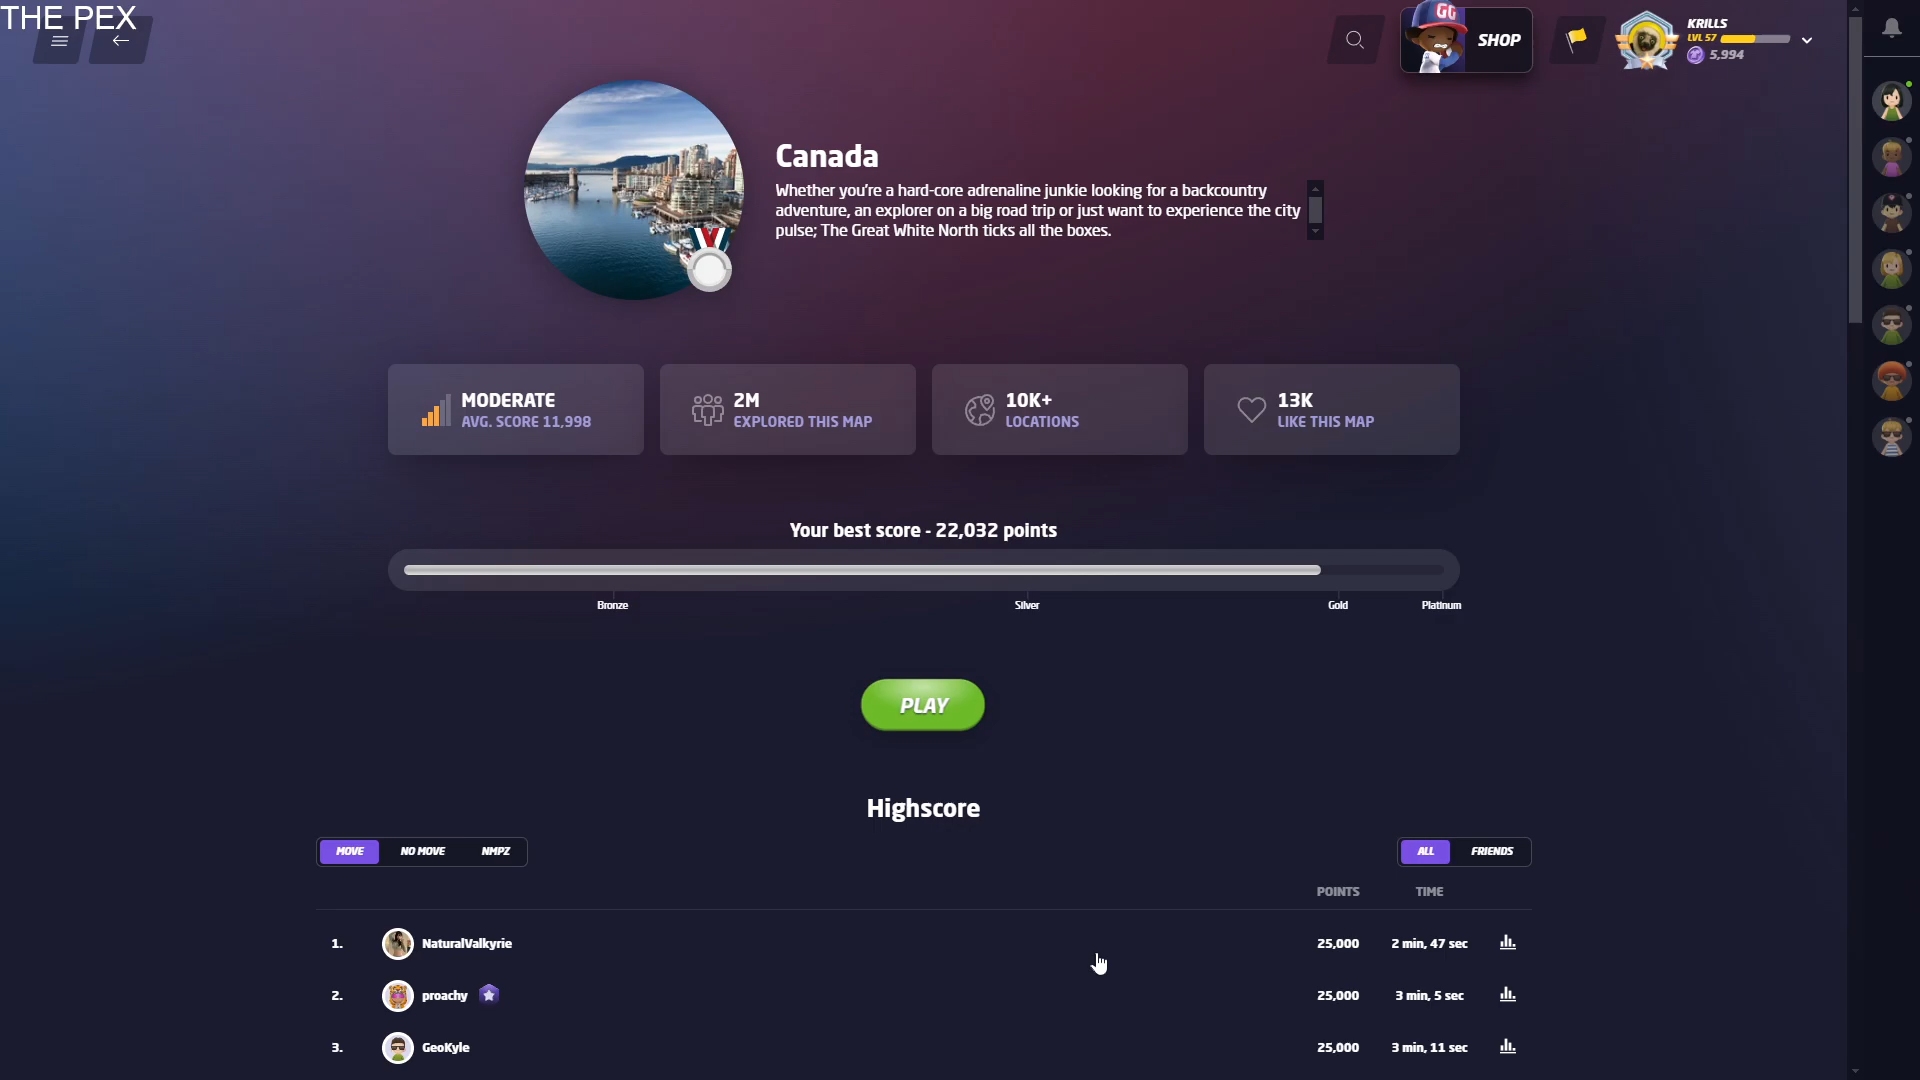 THE PEX
GG
SHOP
KRILLS
LVL 57
5,994
Canada
Whether you're a hard-core adrenaline junkie looking for a backcountry
adventure, an explorer on a big road trip or just want to experience the city
pulse; The Great White North ticks all the boxes.
MODERATE
AVG. SCORE 11,998
2M
EXPLORED THIS MAP
10K+
LOCATIONS
13K
LIKE THIS MAP
Your best score - 22,032 points
Bronze Silver Gold Platinum
PLAY
Highscore
MOVE NO MOVE NMPZ ALL FRIENDS
POINTS TIME
1. NaturalValkyrie 25,000 2 min, 47 sec
2. proachy 25,000 3 min, 5 sec
3. GeoKyle 25,000 3 min, 11 sec